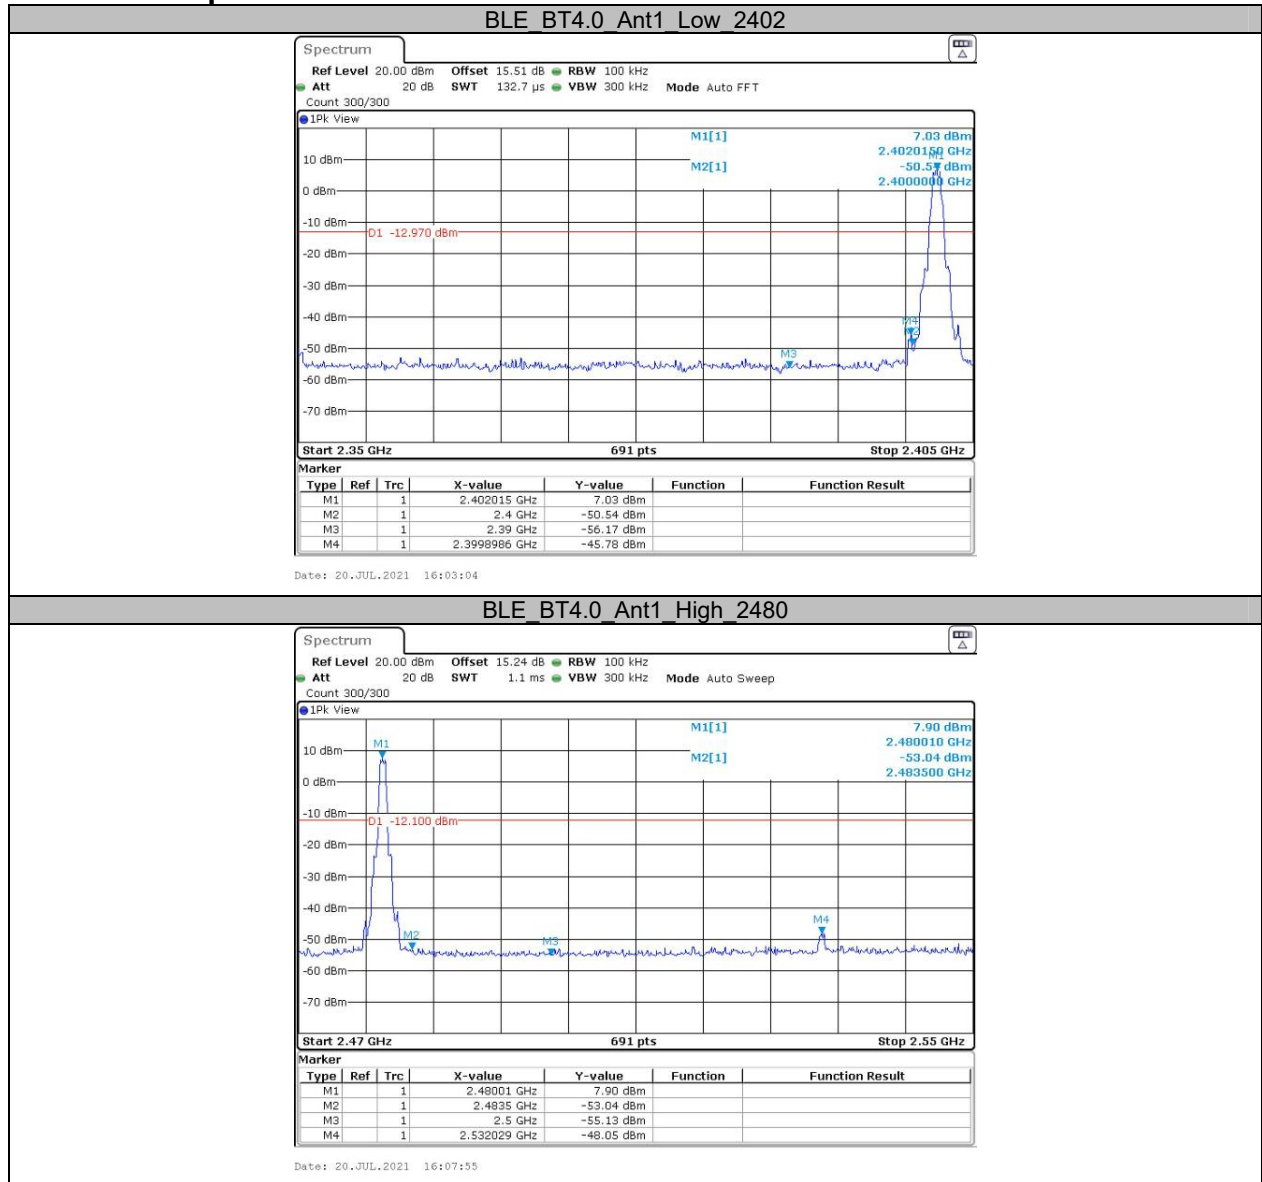 BLE_BT4.0_Ant1_Low_2402
Spectrum
Ref Level 20.00 dBm Offset 15.51 dB RBW 100 kHz
Att 20 dB SWT 132.7 µs VBW 300 kHz Mode Auto FFT
Count 300/300
1Pk View
M1[1] 7.03 dBm
2.4020150 GHz
M1
10 dBm
M2[1] -50.54 dBm
2.4000000 GHz
0 dBm
-10 dBm
D1 -12.970 dBm
-20 dBm
-30 dBm
-40 dBm
M4
M2
-50 dBm
M3
-60 dBm
-70 dBm
Start 2.35 GHz 691 pts Stop 2.405 GHz
Marker
Type Ref Trc X-value Y-value Function Function Result
M1 1 2.402015 GHz 7.03 dBm
M2 1 2.4 GHz -50.54 dBm
M3 1 2.39 GHz -56.17 dBm
M4 1 2.3998986 GHz -45.78 dBm
Date: 20.JUL.2021 16:03:04
BLE_BT4.0_Ant1_High_2480
Spectrum
Ref Level 20.00 dBm Offset 15.24 dB RBW 100 kHz
Att 20 dB SWT 1.1 ms VBW 300 kHz Mode Auto Sweep
Count 300/300
1Pk View
M1[1] 7.90 dBm
2.480010 GHz
M1
10 dBm
M2[1] -53.04 dBm
2.483500 GHz
0 dBm
-10 dBm
D1 -12.100 dBm
-20 dBm
-30 dBm
-40 dBm
M4
-50 dBm
M2
M3
-60 dBm
-70 dBm
Start 2.47 GHz 691 pts Stop 2.55 GHz
Marker
Type Ref Trc X-value Y-value Function Function Result
M1 1 2.48001 GHz 7.90 dBm
M2 1 2.4835 GHz -53.04 dBm
M3 1 2.5 GHz -55.13 dBm
M4 1 2.532029 GHz -48.05 dBm
Date: 20.JUL.2021 16:07:55